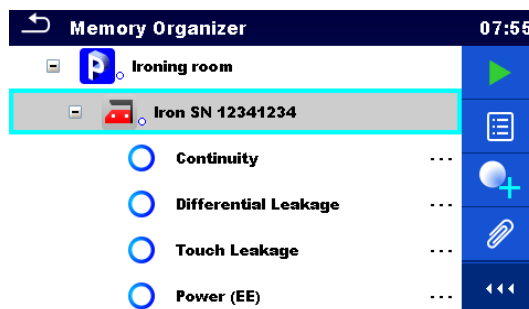 Memory Organizer 07:55
Ironing room
Iron SN 12341234
Continuity ---
Differential Leakage ---
Touch Leakage ---
Power (EE) ---